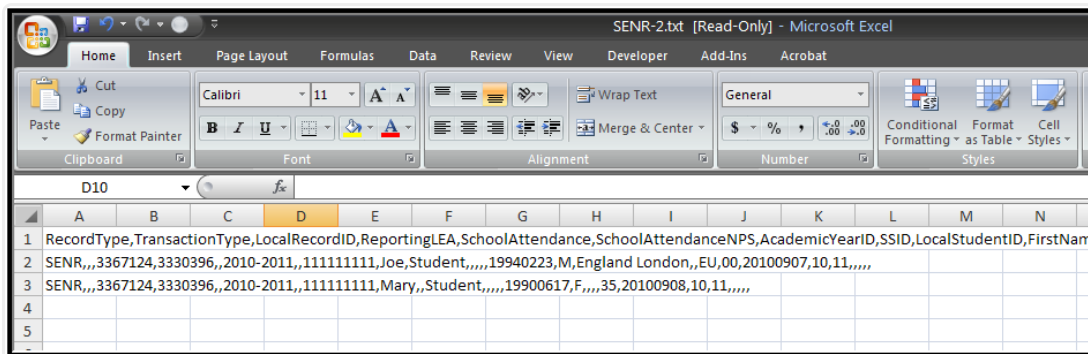 SENR-2.txt [Read-Only] - Microsoft Excel
Home Insert Page Layout Formulas Data Review View Developer Add-Ins Acrobat
Cut
Copy
Format Painter
Paste
Calibri 11 A A Wrap Text General
B I U A Merge & Center $ % , .0 .00 .00 .0
Conditional Formatting Format as Table Cell Styles
Clipboard Font Alignment Number Styles
D10 fx
A B C D E F G H I J K L M N
1 RecordType,TransactionType,LocalRecordID,ReportingLEA,SchoolAttendance,SchoolAttendanceNPS,AcademicYearID,SSID,LocalStudentID,FirstNam
2 SENR,,,3367124,3330396,,2010-2011,,111111111,Joe,Student,,,,,19940223,M,England London,,EU,00,20100907,10,11,,,,,
3 SENR,,,3367124,3330396,,2010-2011,,111111111,Mary,,Student,,,,,19900617,F,,,,35,20100908,10,11,,,,,
4
5